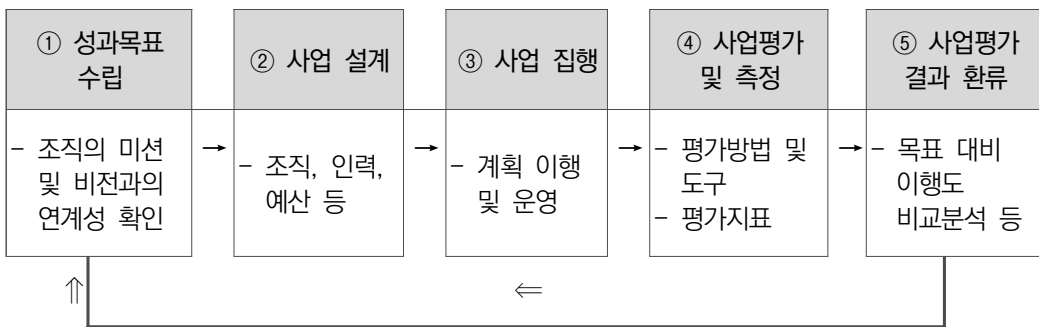 ① 성과목표
수립
② 사업 설계
③ 사업 집행
④ 사업평가
및 측정
⑤ 사업평가
결과 환류
- 조직의 미션
및 비전과의
연계성 확인
→
- 조직, 인력,
예산 등
→
- 계획 이행
및 운영
→
- 평가방법 및
도구
- 평가지표
→
- 목표 대비
이행도
비교분석 등
⇑
⇐